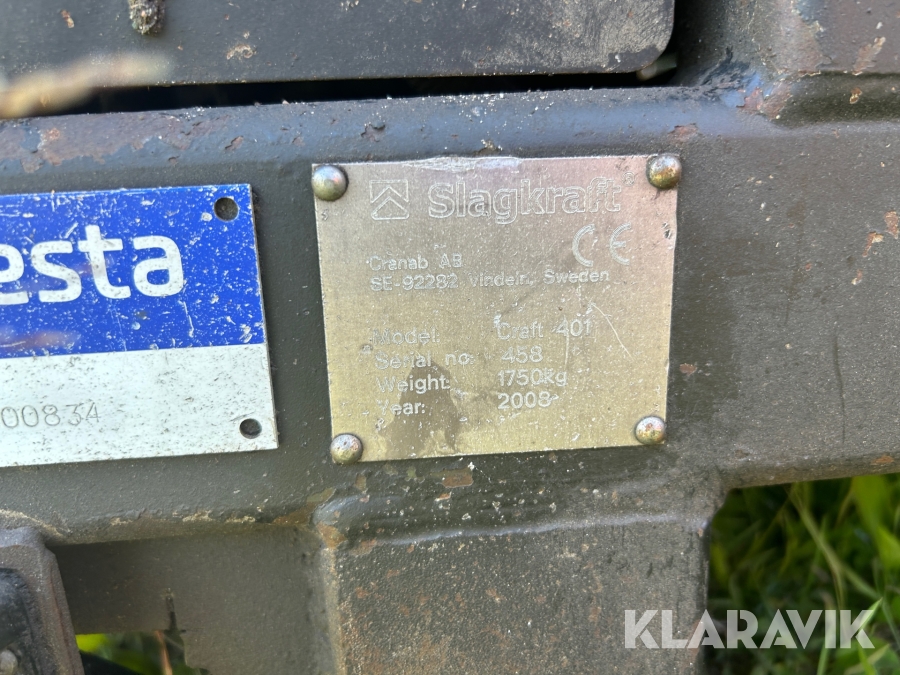 esta
00834
Slagkraft
CE
Cranab AB
SE-92282 Vindeln, Sweden
Model: Craft 401
Serial no: 458
Weight: 1750kg
Year: 2008
KLARAVIK